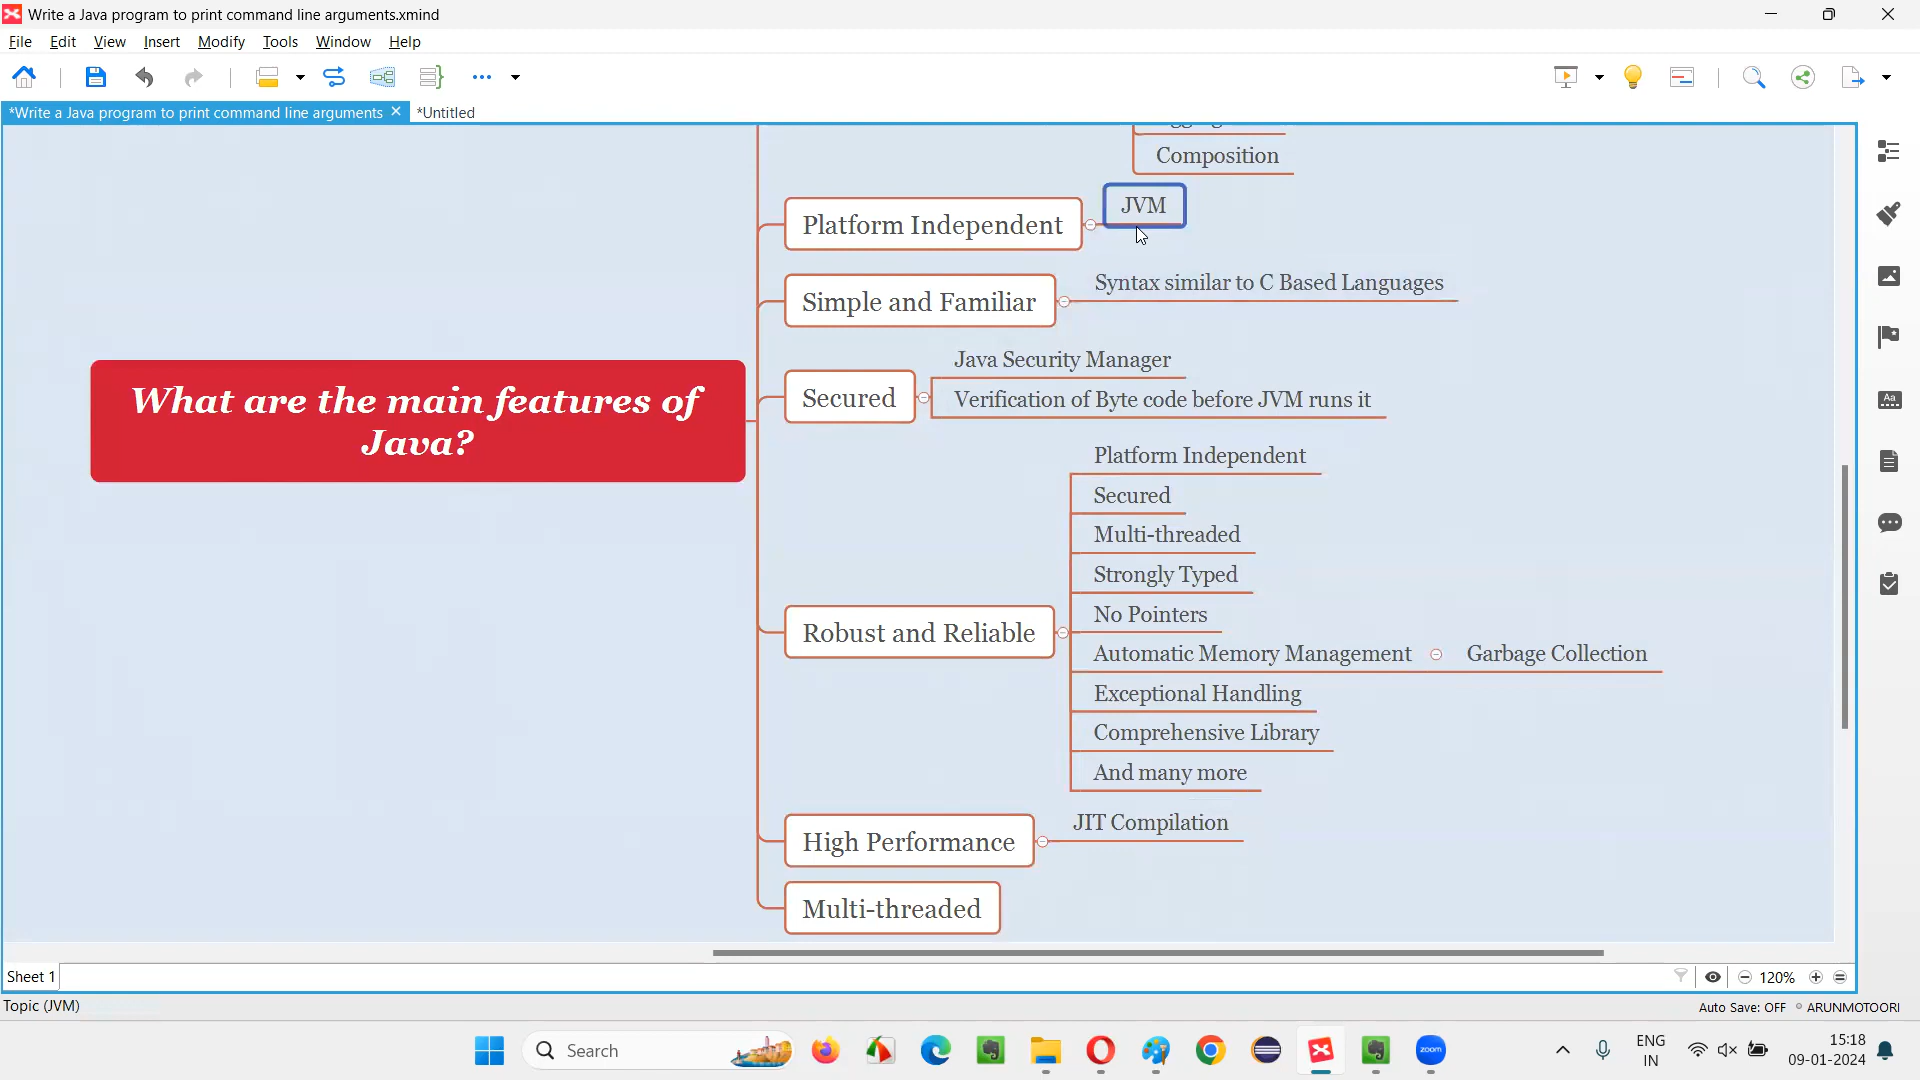 Write a Java program to print command line arguments.xmind
File Edit View Insert Modify Tools Window Help
*Write a Java program to print command line arguments
*Untitled
Composition
JVM
Platform Independent
Syntax similar to C Based Languages
Simple and Familiar
Java Security Manager
Secured
Verification of Byte code before JVM runs it
What are the main features of
Java?
Platform Independent
Secured
Multi-threaded
Strongly Typed
No Pointers
Robust and Reliable
Automatic Memory Management
Garbage Collection
Exceptional Handling
Comprehensive Library
And many more
JIT Compilation
High Performance
Multi-threaded
Sheet 1
120%
Topic (JVM)
Auto Save: OFF
ARUNMOTOORI
Search
zoom
ENG
IN
15:18
09-01-2024
Aa